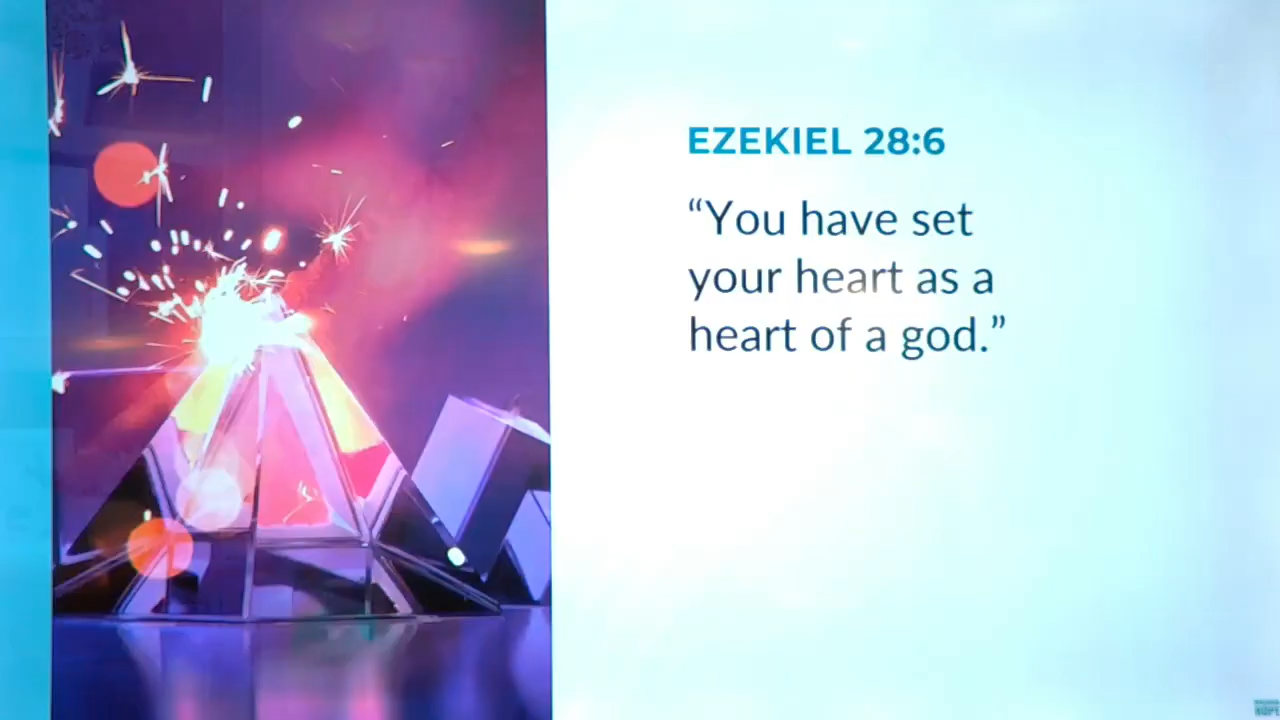 EZEKIEL 28:6
“You have set
your heart as a
heart of a god.”